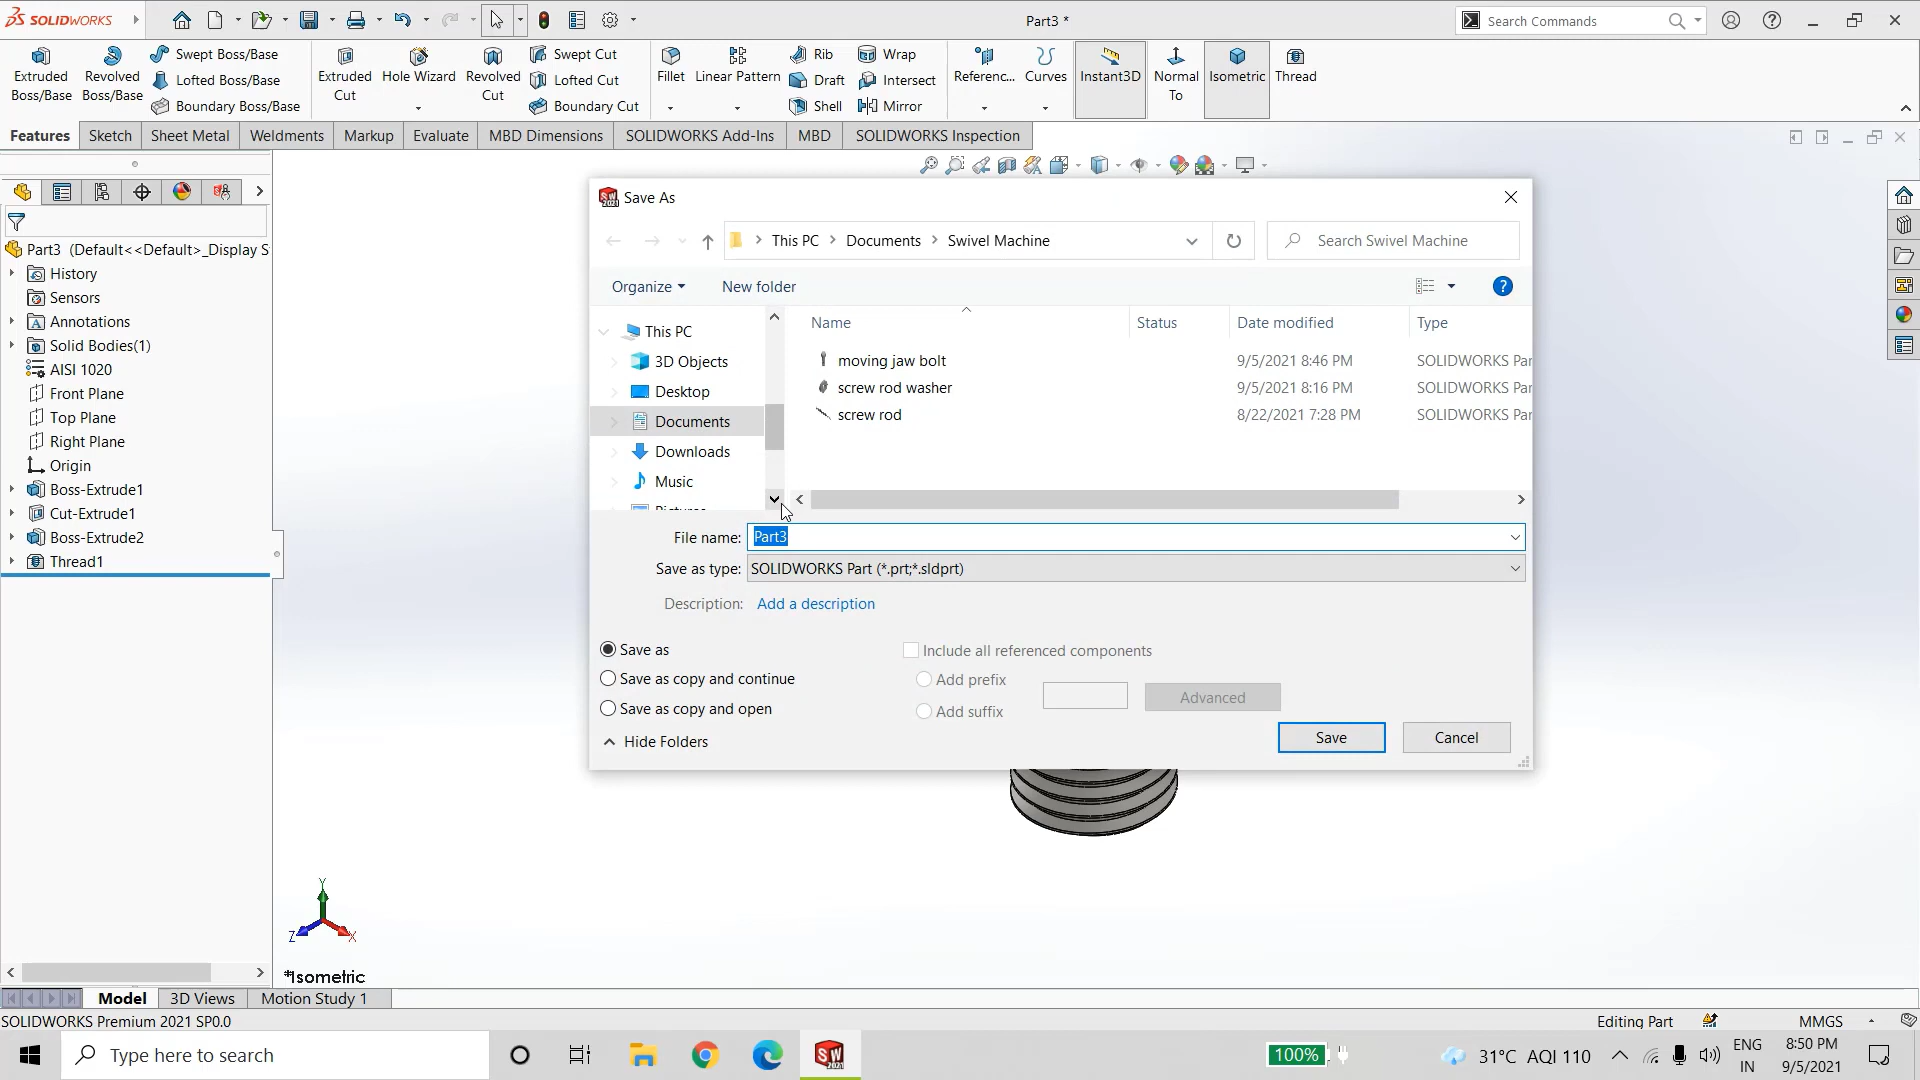 SOLIDWORKS
Part3 *
Search Commands
Extruded Boss/Base
Revolved Boss/Base
Swept Boss/Base
Lofted Boss/Base
Boundary Boss/Base
Extruded Cut
Hole Wizard
Revolved Cut
Swept Cut
Lofted Cut
Boundary Cut
Fillet
Linear Pattern
Rib
Draft
Shell
Wrap
Intersect
Mirror
Referenc...
Curves
Instant3D
Normal To
Isometric
Thread
Features
Sketch
Sheet Metal
Weldments
Markup
Evaluate
MBD Dimensions
SOLIDWORKS Add-Ins
MBD
SOLIDWORKS Inspection
Part3 (Default<<Default>_Display S
History
Sensors
Annotations
Solid Bodies(1)
AISI 1020
Front Plane
Top Plane
Right Plane
Origin
Boss-Extrude1
Cut-Extrude1
Boss-Extrude2
Thread1
Save As
This PC
Documents
Swivel Machine
Search Swivel Machine
Organize
New folder
This PC
3D Objects
Desktop
Documents
Downloads
Music
Name
Status
Date modified
Type
moving jaw bolt
9/5/2021 8:46 PM
SOLIDWORKS Par
screw rod washer
9/5/2021 8:16 PM
SOLIDWORKS Par
screw rod
8/22/2021 7:28 PM
SOLIDWORKS Par
File name:
Part3
Save as type:
SOLIDWORKS Part (*.prt;*.sldprt)
Description:
Add a description
Save as
Save as copy and continue
Save as copy and open
Include all referenced components
Add prefix
Add suffix
Advanced
Hide Folders
Save
Cancel
Y
Z
X
*Isometric
Model
3D Views
Motion Study 1
SOLIDWORKS Premium 2021 SP0.0
Editing Part
MMGS
Type here to search
100%
31°C AQI 110
ENG
IN
8:50 PM
9/5/2021